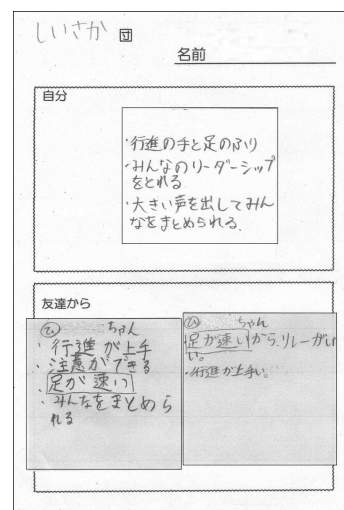 しいさか 団
名前
自分
・行進の手と足のふり
・みんなのリーダーシップ
をとれる
・大きい声を出してみん
なをまとめられる。
友達から
ひ ちゃん
・行進が上手
・注意ができる
・足が速い
・みんなをまとめら
れる
ひ ちゃん
足が速いから、リレーがいい。
・行進が上手い。